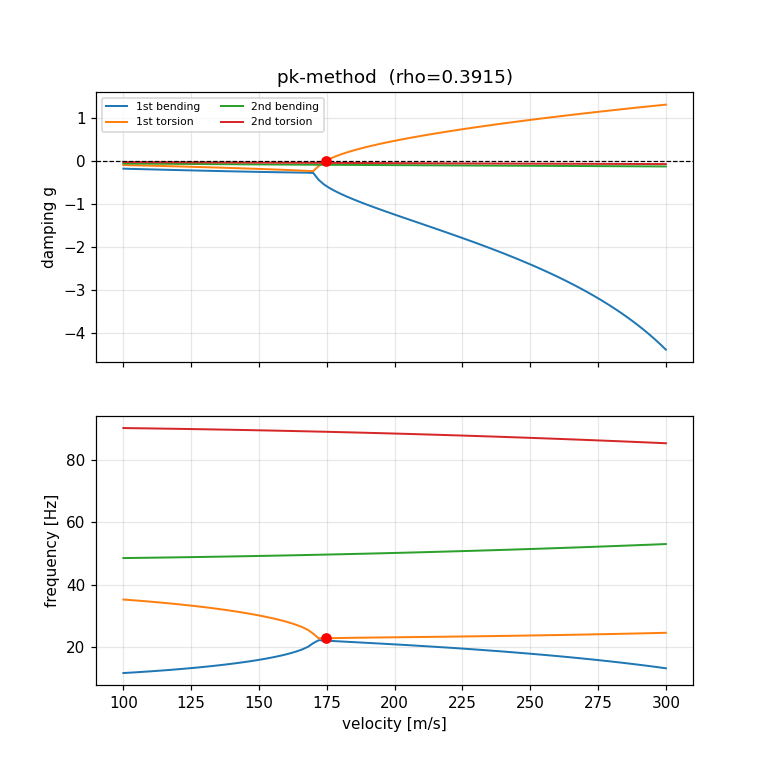 pk-method (rho=0.3915)
1st bending 2nd bending
1st torsion 2nd torsion
damping g
1
0
−1
−2
−3
−4
frequency [Hz]
80
60
40
20
100 125 150 175 200 225 250 275 300
velocity [m/s]